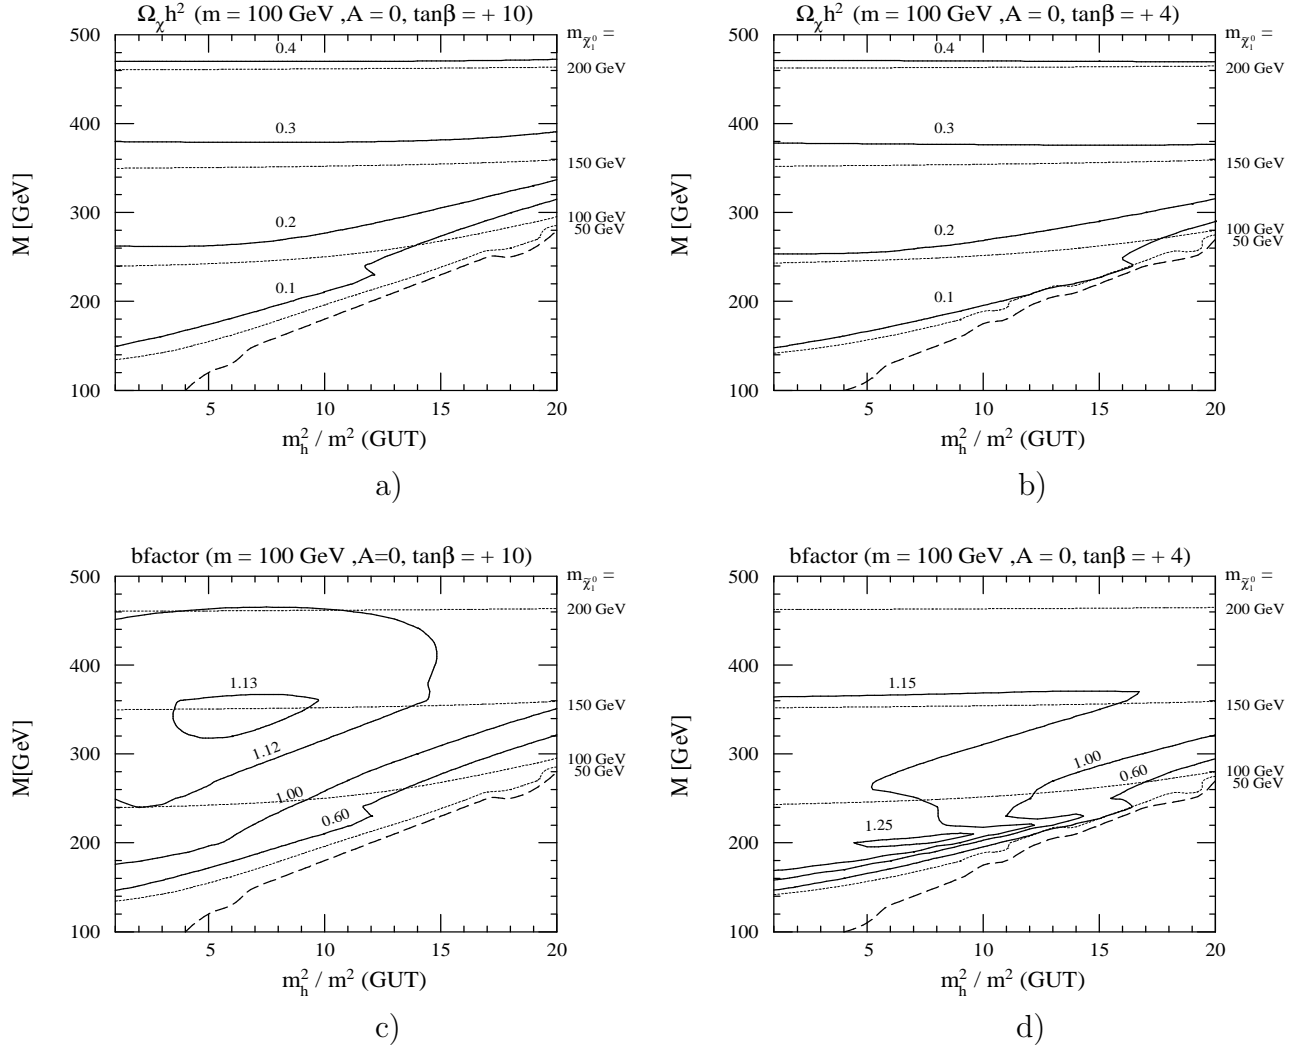 Ω_χ h² (m = 100 GeV ,A = 0, tanβ = + 10)
m_χ̃₁⁰ =
500
400
300
200
100
M [GeV]
0.4
0.3
0.2
0.1
200 GeV
150 GeV
100 GeV
50 GeV
5 10 15 20
m_h² / m² (GUT)
a)
Ω_χ h² (m = 100 GeV ,A = 0, tanβ = + 4)
m_χ̃₁⁰ =
500
400
300
200
100
M [GeV]
0.4
0.3
0.2
0.1
200 GeV
150 GeV
100 GeV
50 GeV
5 10 15 20
m_h² / m² (GUT)
b)
bfactor (m = 100 GeV ,A=0, tanβ = + 10)
m_χ̃₁⁰ =
500
400
300
200
100
M[GeV]
1.13
1.12
1.00
0.60
200 GeV
150 GeV
100 GeV
50 GeV
5 10 15 20
m_h² / m² (GUT)
c)
bfactor (m = 100 GeV ,A = 0, tanβ = + 4)
m_χ̃₁⁰ =
500
400
300
200
100
M [GeV]
1.15
1.00
0.60
1.25
200 GeV
150 GeV
100 GeV
50 GeV
5 10 15 20
m_h² / m² (GUT)
d)